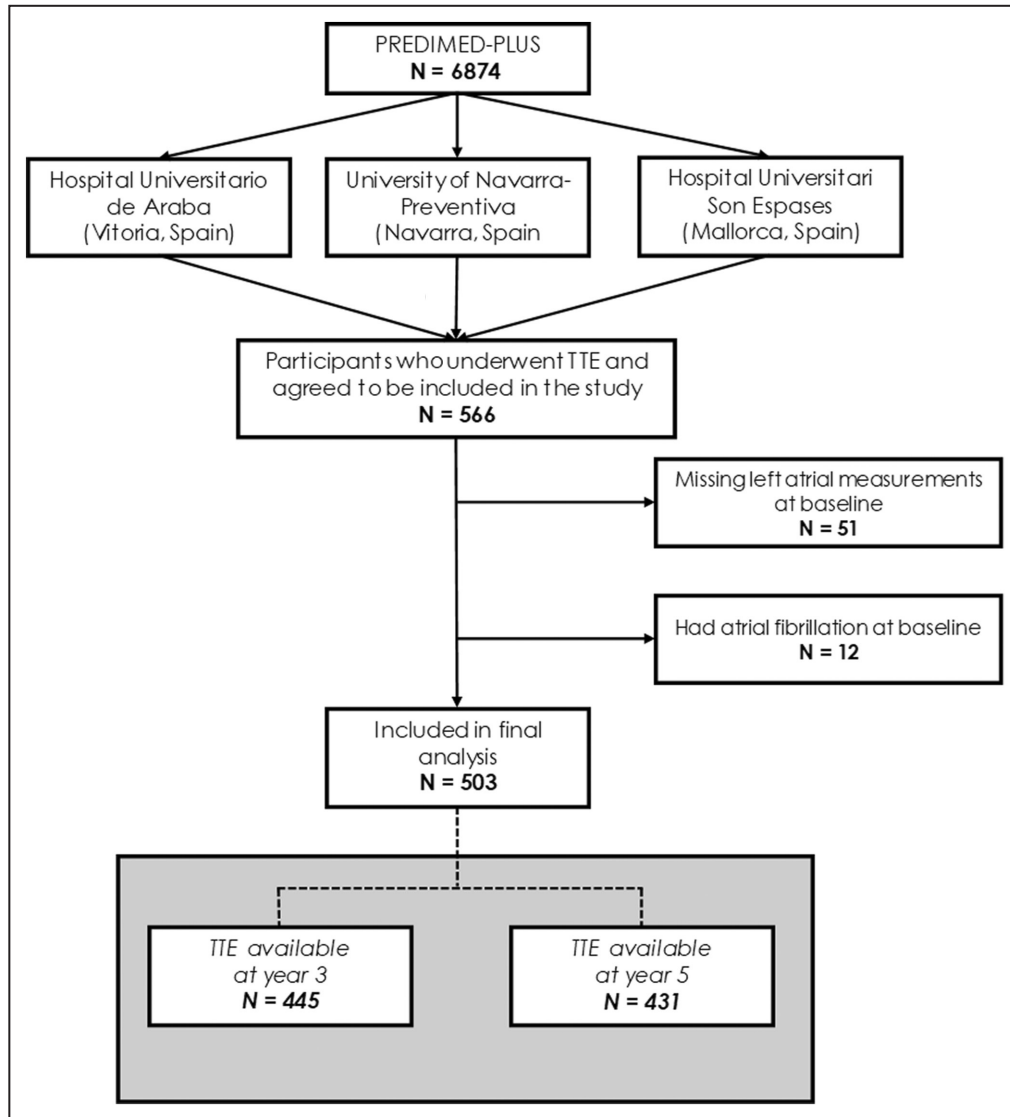 PREDIMED-PLUS
N = 6874
Hospital Universitario
de Araba
(Vitoria, Spain)
University of Navarra-
Preventiva
(Navarra, Spain
Hospital Universitari
Son Espases
(Mallorca, Spain)
Participants who underwent TTE and
agreed to be included in the study
N = 566
Missing left atrial measurements
at baseline
N = 51
Had atrial fibrillation at baseline
N = 12
Included in final
analysis
N = 503
TTE available
at year 3
N = 445
TTE available
at year 5
N = 431